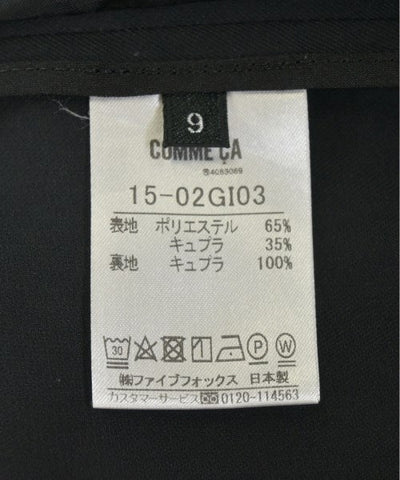 9
COMME ÇA
15-02GI03
表地 ポリエステル 65%
キュプラ 35%
裏地 キュプラ 100%
30 P W
㈱ファイブフォックス 日本製
カスタマーサービス 0120-114563